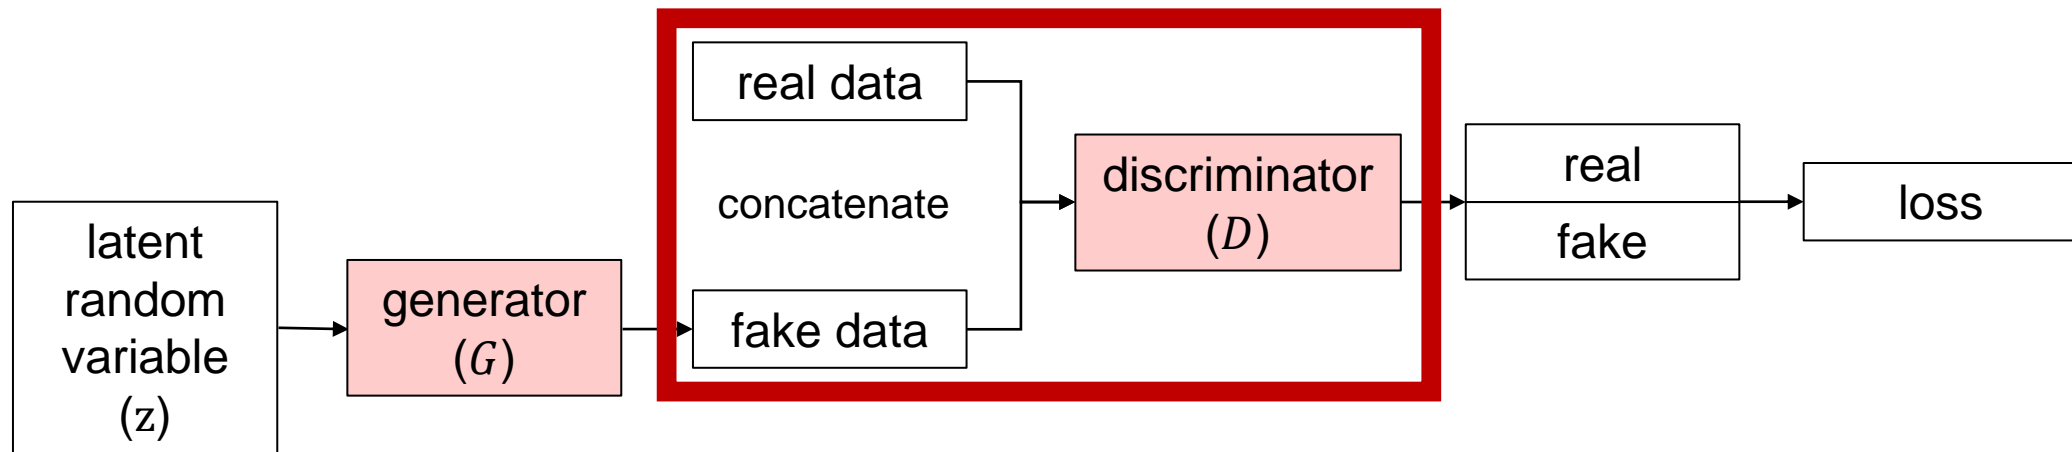 latent
random
variable
(z)
generator
(G)
real data
concatenate
fake data
discriminator
(D)
real
fake
loss